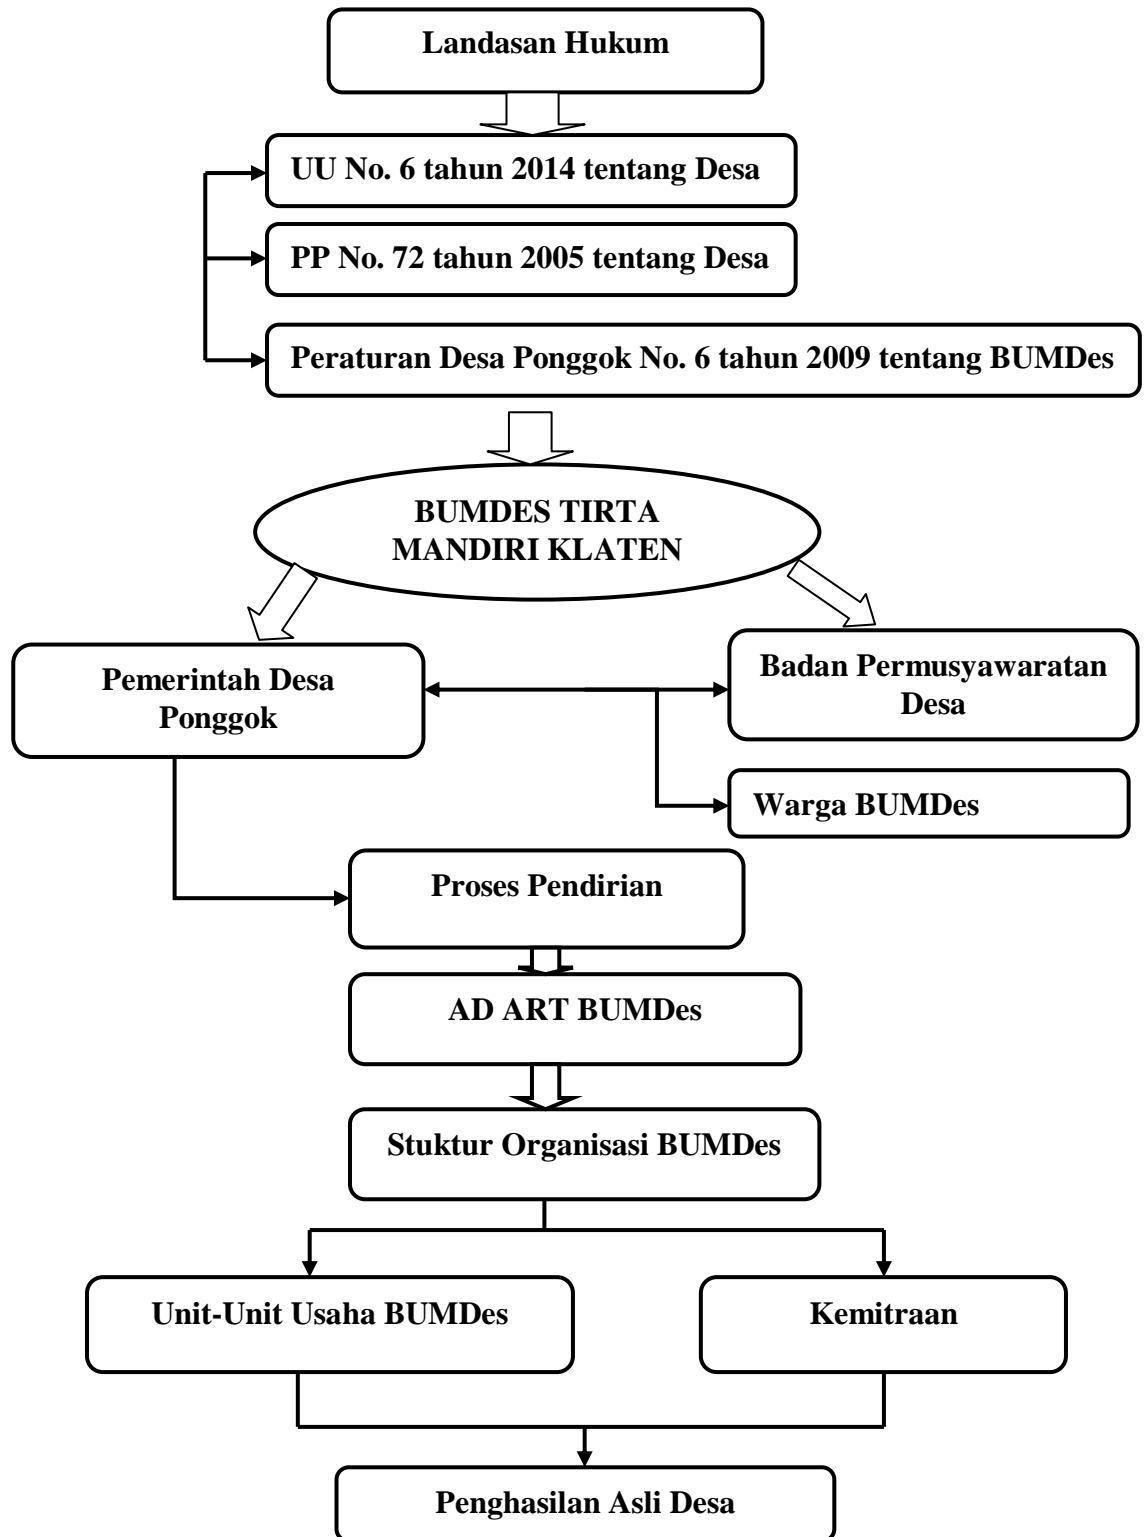 Landasan Hukum
UU No. 6 tahun 2014 tentang Desa
PP No. 72 tahun 2005 tentang Desa
Peraturan Desa Ponggok No. 6 tahun 2009 tentang BUMDes
BUMDES TIRTA
MANDIRI KLATEN
Pemerintah Desa
Ponggok
Badan Permusyawaratan
Desa
Warga BUMDes
Proses Pendirian
AD ART BUMDes
Stuktur Organisasi BUMDes
Unit-Unit Usaha BUMDes
Kemitraan
Penghasilan Asli Desa